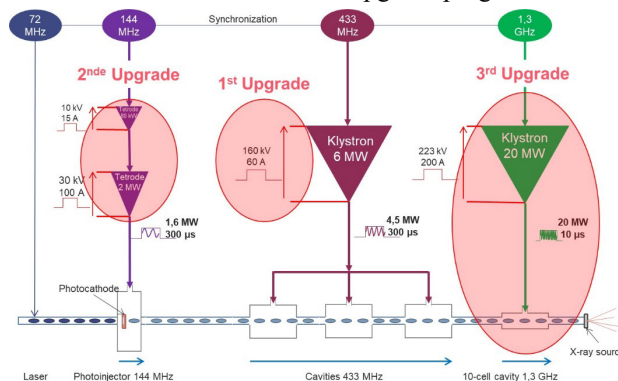 72
MHz
144
MHz
Synchronization
433
MHz
1,3
GHz
2nde Upgrade
1st Upgrade
3rd Upgrade
10 kV
15 A
Tetrode
30 kV
100 A
Tetrode
2 MW
1,6 MW
300 µs
160 kV
60 A
Klystron
6 MW
4,5 MW
300 µs
223 kV
200 A
Klystron
20 MW
20 MW
10 µs
Photocathode
X-ray source
Laser
Photoinjector 144 MHz
Cavities 433 MHz
10-cell cavity 1,3 GHz